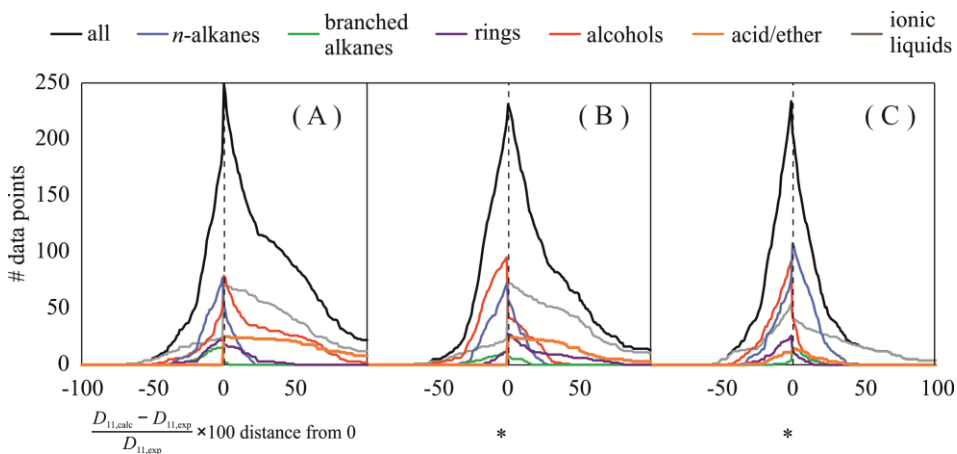 all n-alkanes branched alkanes rings alcohols acid/ether ionic liquids
250
200
150
100
50
0
# data points
( A ) ( B ) ( C )
-100 -50 0 50 -50 0 50 -50 0 50 100
D11,calc − D11,exp
D11,exp
×100 distance from 0
* *